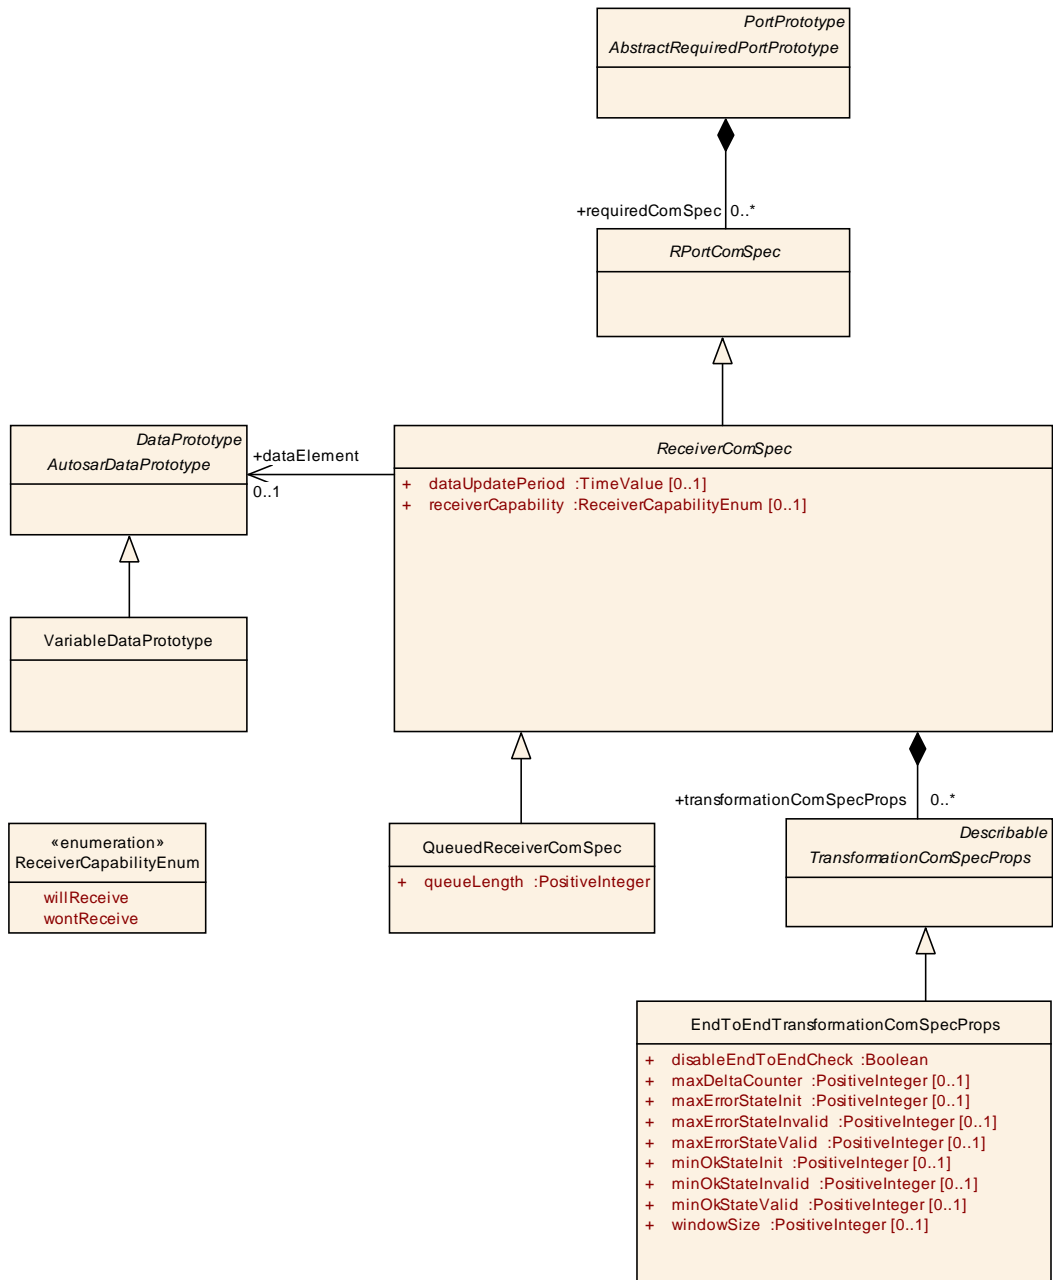 PortPrototype
AbstractRequiredPortPrototype
+requiredComSpec 0..*
RPortComSpec
DataPrototype
AutosarDataPrototype
+dataElement
0..1
ReceiverComSpec
+ dataUpdatePeriod :TimeValue [0..1]
+ receiverCapability :ReceiverCapabilityEnum [0..1]
VariableDataPrototype
+transformationComSpecProps 0..*
«enumeration»
ReceiverCapabilityEnum
willReceive
wontReceive
QueuedReceiverComSpec
+ queueLength :PositiveInteger
Describable
TransformationComSpecProps
EndToEndTransformationComSpecProps
+ disableEndToEndCheck :Boolean
+ maxDeltaCounter :PositiveInteger [0..1]
+ maxErrorStateInit :PositiveInteger [0..1]
+ maxErrorStateInvalid :PositiveInteger [0..1]
+ maxErrorStateValid :PositiveInteger [0..1]
+ minOkStateInit :PositiveInteger [0..1]
+ minOkStateInvalid :PositiveInteger [0..1]
+ minOkStateValid :PositiveInteger [0..1]
+ windowSize :PositiveInteger [0..1]